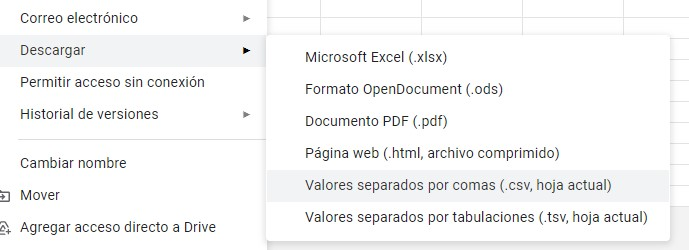 Correo electrónico
Descargar
Permitir acceso sin conexión
Historial de versiones
Cambiar nombre
Mover
Agregar acceso directo a Drive
Microsoft Excel (.xlsx)
Formato OpenDocument (.ods)
Documento PDF (.pdf)
Página web (.html, archivo comprimido)
Valores separados por comas (.csv, hoja actual)
Valores separados por tabulaciones (.tsv, hoja actual)